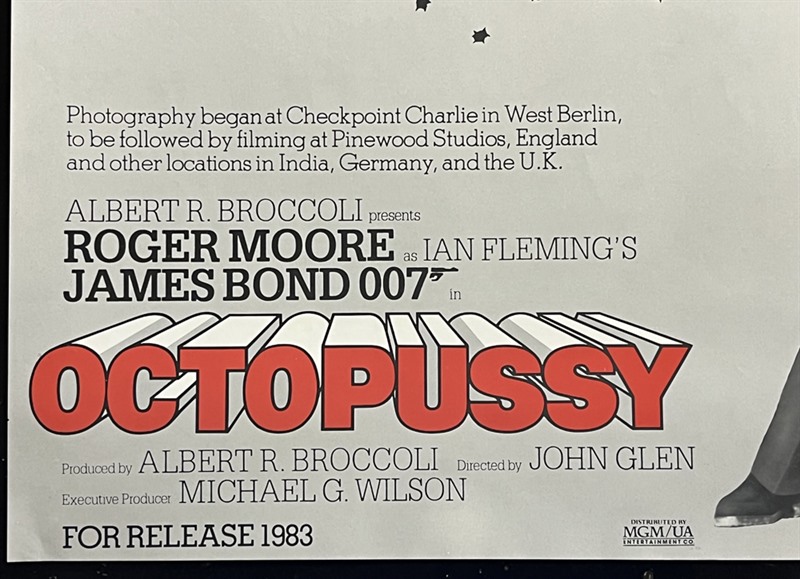 Photography began at Checkpoint Charlie in West Berlin,
to be followed by filming at Pinewood Studios, England
and other locations in India, Germany, and the U.K.
ALBERT R. BROCCOLI presents
ROGER MOORE as IAN FLEMING'S
JAMES BOND 007 in
OCTOPUSSY
Produced by ALBERT R. BROCCOLI Directed by JOHN GLEN
Executive Producer MICHAEL G. WILSON
FOR RELEASE 1983
DISTRIBUTED BY
MGM/UA
ENTERTAINMENT CO.